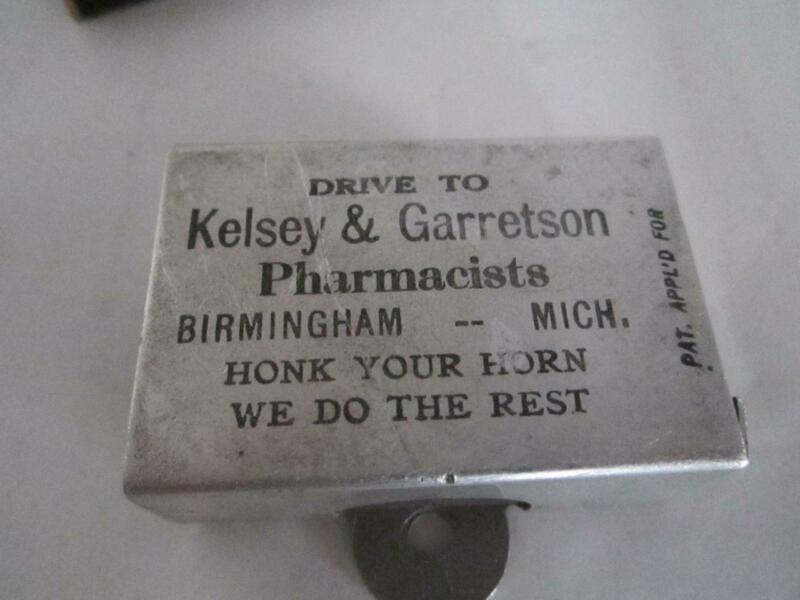 DRIVE TO
Kelsey & Garretson
Pharmacists
BIRMINGHAM -- MICH.
HONK YOUR HORN
WE DO THE REST
PAT. APPL'D FOR